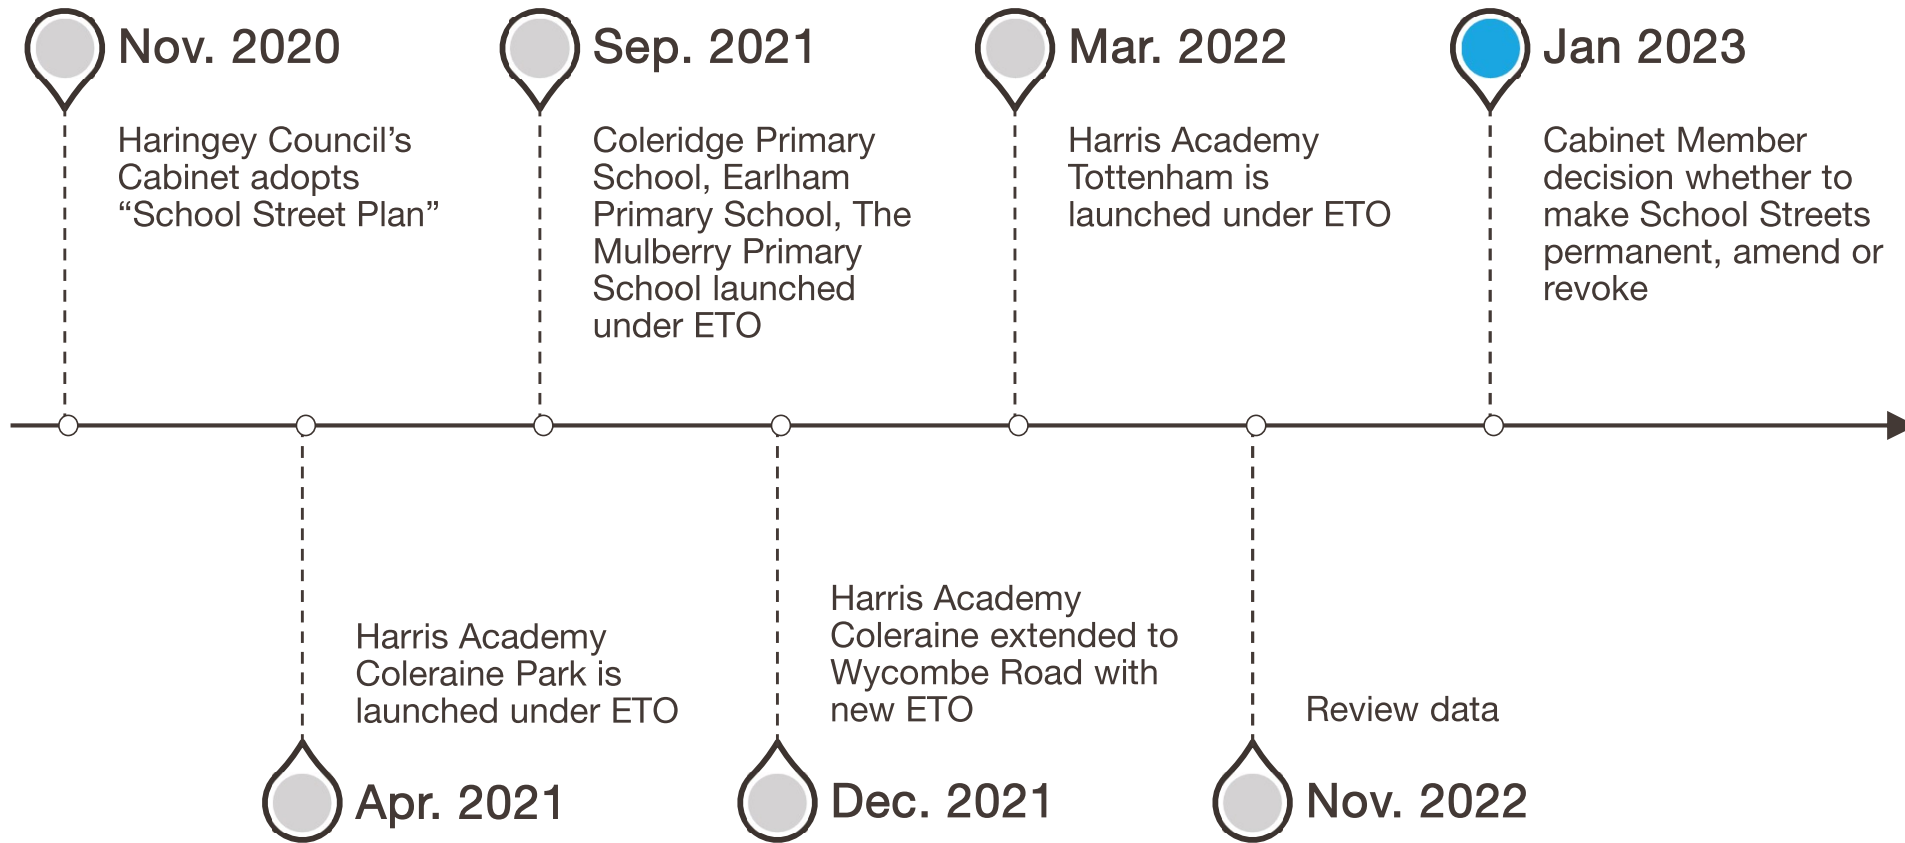 Nov. 2020
Haringey Council’s
Cabinet adopts
“School Street Plan”
Apr. 2021
Harris Academy
Coleraine Park is
launched under ETO
Sep. 2021
Coleridge Primary
School, Earlham
Primary School, The
Mulberry Primary
School launched
under ETO
Dec. 2021
Harris Academy
Coleraine extended to
Wycombe Road with
new ETO
Mar. 2022
Harris Academy
Tottenham is
launched under ETO
Nov. 2022
Review data
Jan 2023
Cabinet Member
decision whether to
make School Streets
permanent, amend or
revoke